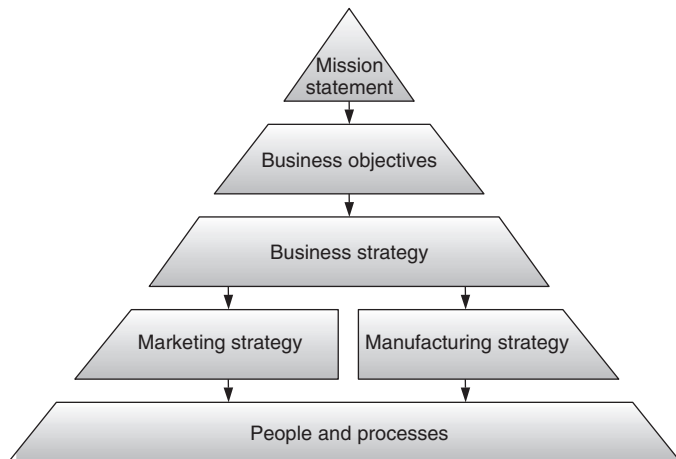 Mission
statement
Business objectives
Business strategy
Marketing strategy
Manufacturing strategy
People and processes